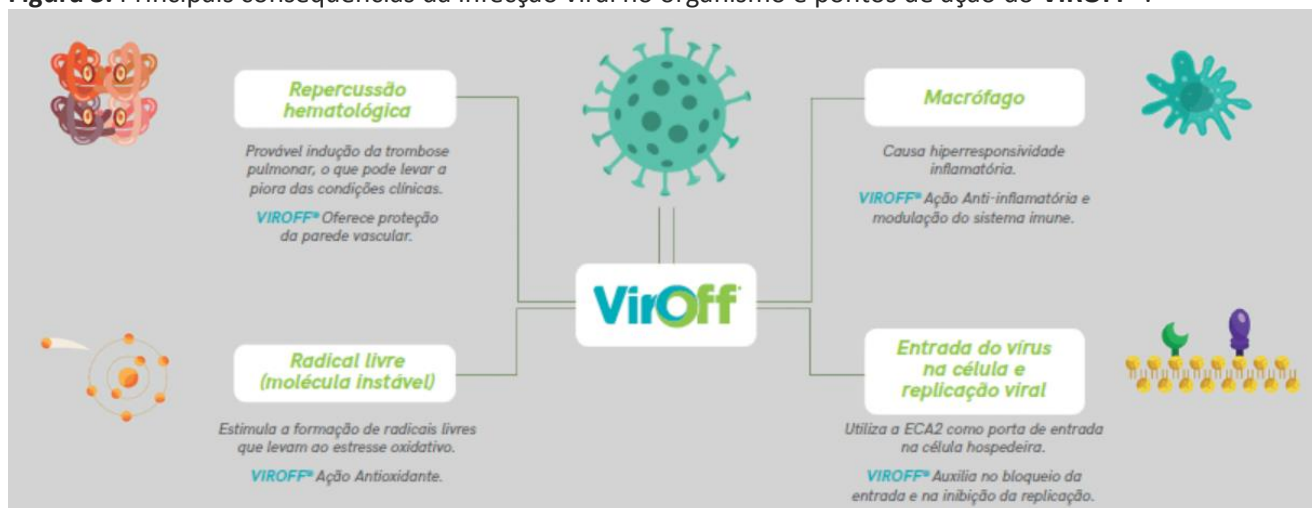 Figura 3. Principais consequências da infecção viral no organismo e pontos de ação do VirOFF®.
Repercussão
hematológica
Provável indução da trombose
pulmonar, o que pode levar a
piora das condições clínicas.
VIROFF® Oferece proteção
da parede vascular.
Macrófago
Causa hiperresponsividade
inflamatória.
VIROFF® Ação Anti-inflamatória e
modulação do sistema imune.
VirOff
Radical livre
(molécula instável)
Estimula a formação de radicais livres
que levam ao estresse oxidativo.
VIROFF® Ação Antioxidante.
Entrada do vírus
na célula e
replicação viral
Utiliza a ECA2 como porta de entrada
na célula hospedeira.
VIROFF® Auxilia no bloqueio da
entrada e na inibição da replicação.